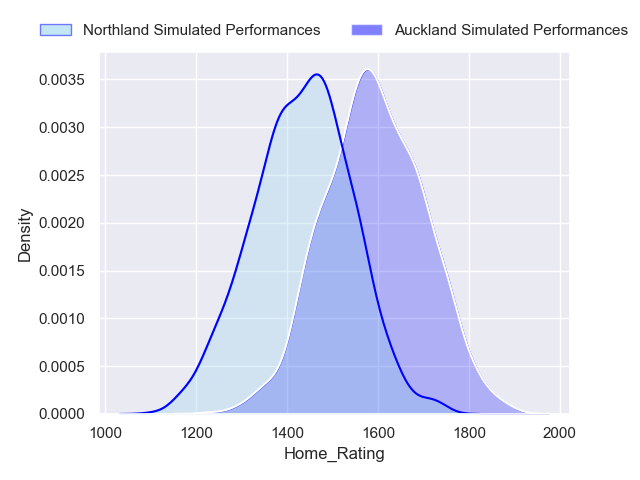 Northland Simulated Performances
Auckland Simulated Performances
0.0035
0.0030
0.0025
0.0020
0.0015
0.0010
0.0005
0.0000
Density
1000 1200 1400 1600 1800 2000
Home_Rating